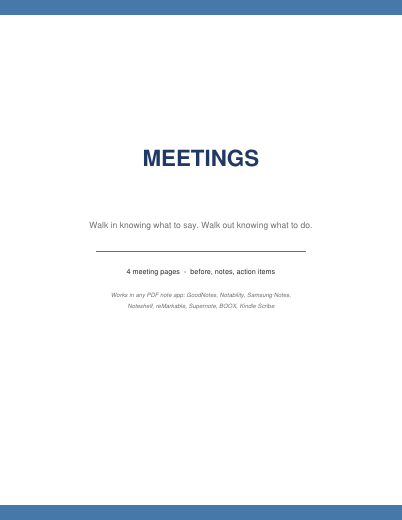 MEETINGS
Walk in knowing what to say. Walk out knowing what to do.
4 meeting pages - before, notes, action items
Works in any PDF note app: GoodNotes, Notability, Samsung Notes,
Noteshelf, reMarkable, Supernote, BOOX, Kindle Scribe